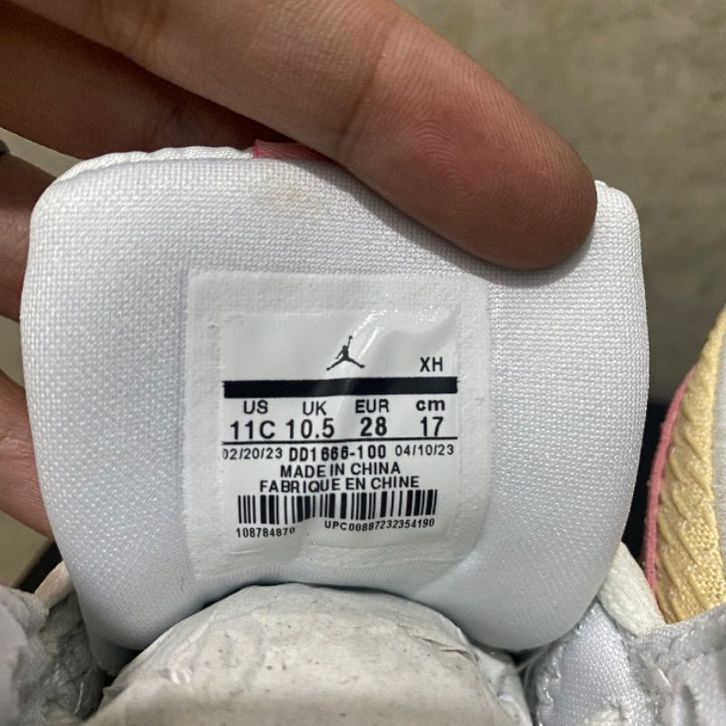 XH
US UK EUR cm
11C 10.5 28 17
02/20/23 DD1666-100 04/10/23
MADE IN CHINA
FABRIQUE EN CHINE
108784870 UPC00887232354190